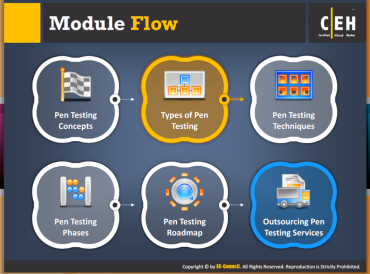 Module Flow
CEH
Certified Ethical Hacker
Pen Testing
Concepts
Types of Pen
Testing
Pen Testing
Techniques
Pen Testing
Phases
Pen Testing
Roadmap
Outsourcing Pen
Testing Services
Copyright © by EC-Council. All Rights Reserved. Reproduction is Strictly Prohibited.